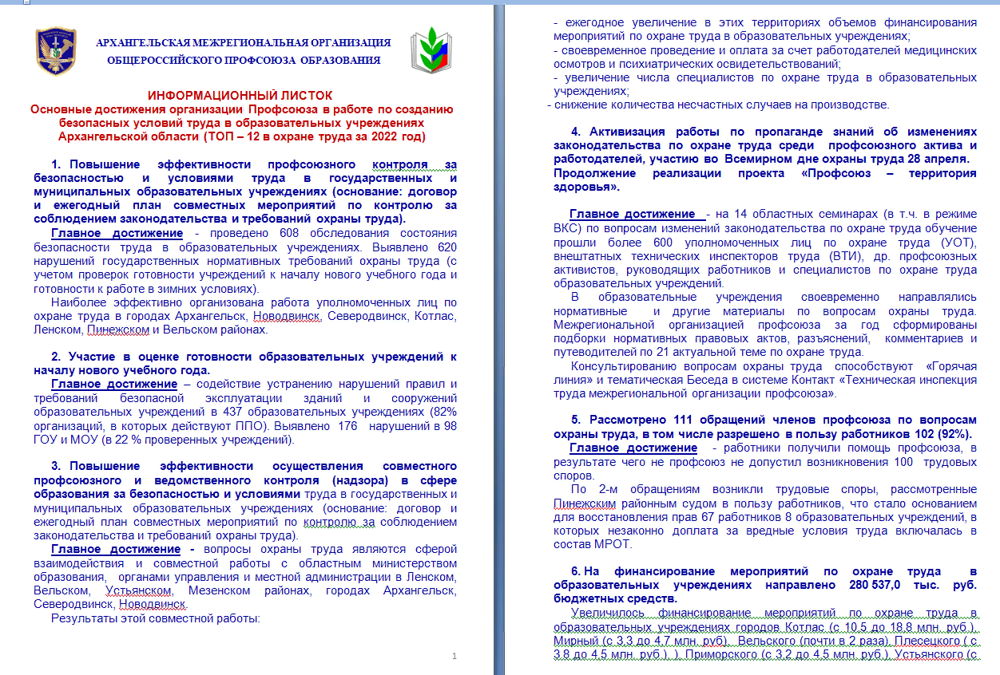 АРХАНГЕЛЬСКАЯ МЕЖРЕГИОНАЛЬНАЯ ОРГАНИЗАЦИЯ
ОБЩЕРОССИЙСКОГО ПРОФСОЮЗА ОБРАЗОВАНИЯ
ИНФОРМАЦИОННЫЙ ЛИСТОК
Основные достижения организации Профсоюза в работе по созданию
безопасных условий труда в образовательных учреждениях
Архангельской области (ТОП – 12 в охране труда за 2022 год)
1. Повышение эффективности профсоюзного контроля за
безопасностью и условиями труда в государственных и
муниципальных образовательных учреждениях (основание: договор
и ежегодный план совместных мероприятий по контролю за
соблюдением законодательства и требований охраны труда).
Главное достижение - проведено 608 обследования состояния
безопасности труда в образовательных учреждениях. Выявлено 620
нарушений государственных нормативных требований охраны труда (с
учетом проверок готовности учреждений к началу нового учебного года и
готовности к работе в зимних условиях).
Наиболее эффективно организована работа уполномоченных лиц по
охране труда в городах Архангельск, Новодвинск, Северодвинск, Котлас,
Ленском, Пинежском и Вельском районах.
2. Участие в оценке готовности образовательных учреждений к
началу нового учебного года.
Главное достижение – содействие устранению нарушений правил и
требований безопасной эксплуатации зданий и сооружений
образовательных учреждений в 437 образовательных учреждениях (82%
организаций, в которых действуют ППО). Выявлено 176 нарушений в 98
ГОУ и МОУ (в 22 % проверенных учреждений).
3. Повышение эффективности осуществления совместного
профсоюзного и ведомственного контроля (надзора) в сфере
образования за безопасностью и условиями труда в государственных и
муниципальных образовательных учреждениях (основание: договор и
ежегодный план совместных мероприятий по контролю за соблюдением
законодательства и требований охраны труда).
Главное достижение - вопросы охраны труда являются сферой
взаимодействия и совместной работы с областным министерством
образования, органами управления и местной администрации в Ленском,
Вельском, Устьянском, Мезенском районах, городах Архангельск,
Северодвинск, Новодвинск.
Результаты этой совместной работы:
1
- ежегодное увеличение в этих территориях объемов финансирования
мероприятий по охране труда в образовательных учреждениях;
- своевременное проведение и оплата за счет работодателей медицинских
осмотров и психиатрических освидетельствований;
- увеличение числа специалистов по охране труда в образовательных
учреждениях;
- снижение количества несчастных случаев на производстве.
4. Активизация работы по пропаганде знаний об изменениях
законодательства по охране труда среди профсоюзного актива и
работодателей, участию во Всемирном дне охраны труда 28 апреля.
Продолжение реализации проекта «Профсоюз – территория
здоровья».
Главное достижение - на 14 областных семинарах (в т.ч. в режиме
ВКС) по вопросам изменений законодательства по охране труда обучение
прошли более 600 уполномоченных лиц по охране труда (УОТ),
внештатных технических инспекторов труда (ВТИ), др. профсоюзных
активистов, руководящих работников и специалистов по охране труда
образовательных учреждений.
В образовательные учреждения своевременно направлялись
нормативные и другие материалы по вопросам охраны труда.
Межрегиональной организацией профсоюза за год сформированы
подборки нормативных правовых актов, разъяснений, комментариев и
путеводителей по 21 актуальной теме по охране труда.
Консультированию вопросам охраны труда способствуют «Горячая
линия» и тематическая Беседа в системе Контакт «Техническая инспекция
труда межрегиональной организации профсоюза».
5. Рассмотрено 111 обращений членов профсоюза по вопросам
охраны труда, в том числе разрешено в пользу работников 102 (92%).
Главное достижение - работники получили помощь профсоюза, в
результате чего не профсоюз не допустил возникновения 100 трудовых
споров.
По 2-м обращениям возникли трудовые споры, рассмотренные
Пинежским районным судом в пользу работников, что стало основанием
для восстановления прав 67 работников 8 образовательных учреждений, в
которых незаконно доплата за вредные условия труда включалась в
состав МРОТ.
6. На финансирование мероприятий по охране труда в
образовательных учреждениях направлено 280 537,0 тыс. руб.
бюджетных средств.
Увеличилось финансирование мероприятий по охране труда в
образовательных учреждениях городов Котлас (с 10,5 до 18,8 млн. руб.),
Мирный (с 3,3 до 4,7 млн. руб), Вельского (почти в 2 раза), Плесецкого ( с
3,8 до 4,5 млн. руб.), ), Приморского (с 3,2 до 4,5 млн. руб.), Устьянского (с